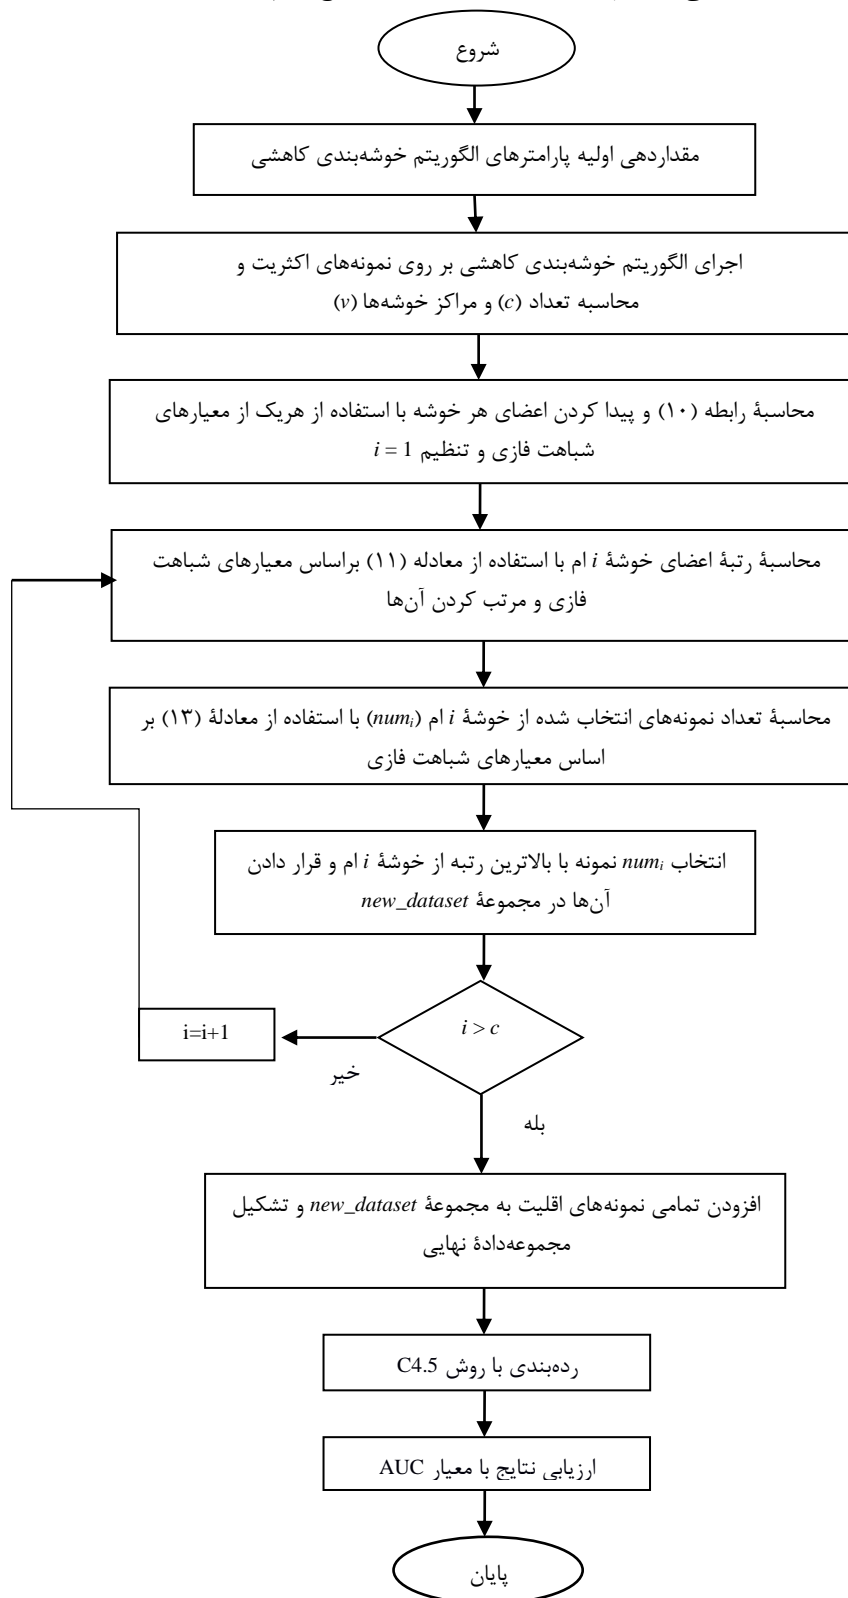 شروع
مقداردهی اولیه پارامترهای الگوریتم خوشه‌بندی کاهشی
اجرای الگوریتم خوشه‌بندی کاهشی بر روی نمونه‌های اکثریت و
محاسبه تعداد (c) و مراکز خوشه‌ها (v)
محاسبهٔ رابطه (۱۰) و پیدا کردن اعضای هر خوشه با استفاده از هریک از معیارهای
شباهت فازی و تنظیم i = 1
محاسبهٔ رتبهٔ اعضای خوشهٔ i ام با استفاده از معادله (۱۱) براساس معیارهای شباهت
فازی و مرتب کردن آن‌ها
محاسبهٔ تعداد نمونه‌های انتخاب شده از خوشهٔ i ام (numᵢ) با استفاده از معادلهٔ (۱۳) بر
اساس معیارهای شباهت فازی
انتخاب numᵢ نمونه با بالاترین رتبه از خوشهٔ i ام و قرار دادن
آن‌ها در مجموعهٔ new_dataset
i > c
i=i+1
خیر
بله
افزودن تمامی نمونه‌های اقلیت به مجموعهٔ new_dataset و تشکیل
مجموعه‌دادهٔ نهایی
رده‌بندی با روش C4.5
ارزیابی نتایج با معیار AUC
پایان